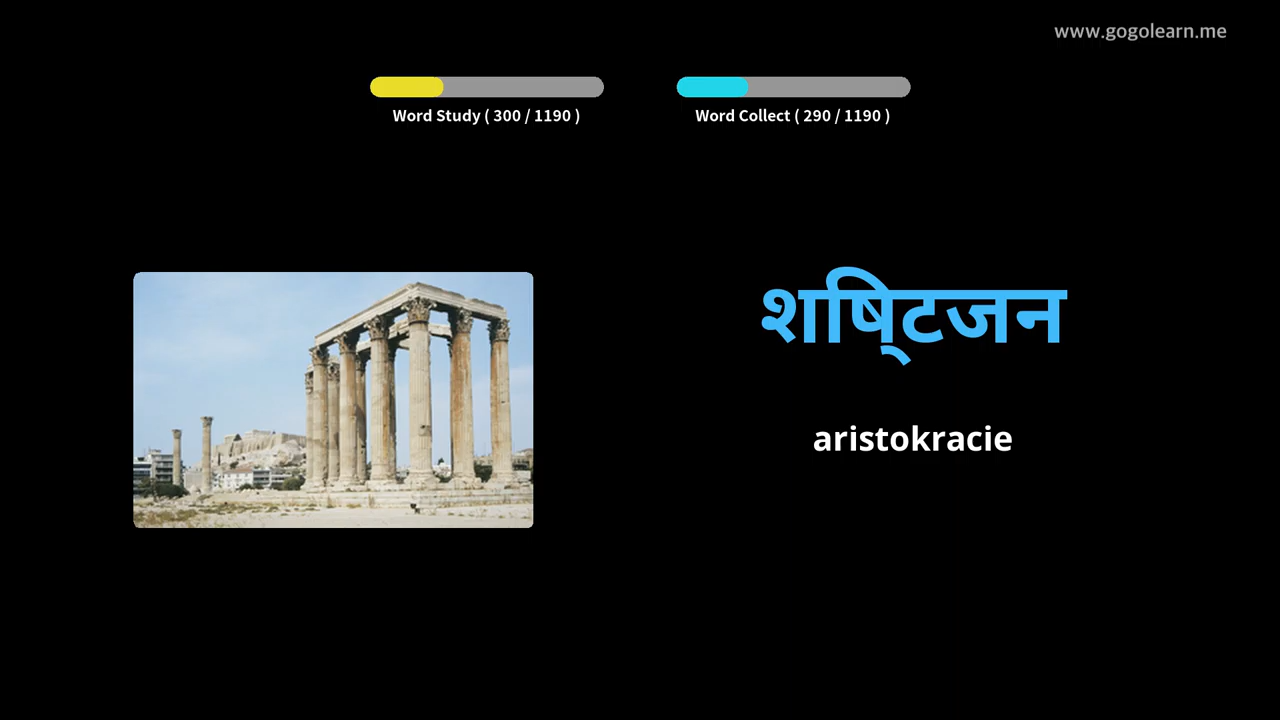 www.gogolearn.me
Word Study ( 300 / 1190 )
Word Collect ( 290 / 1190 )
शष्टिजन
aristokracie